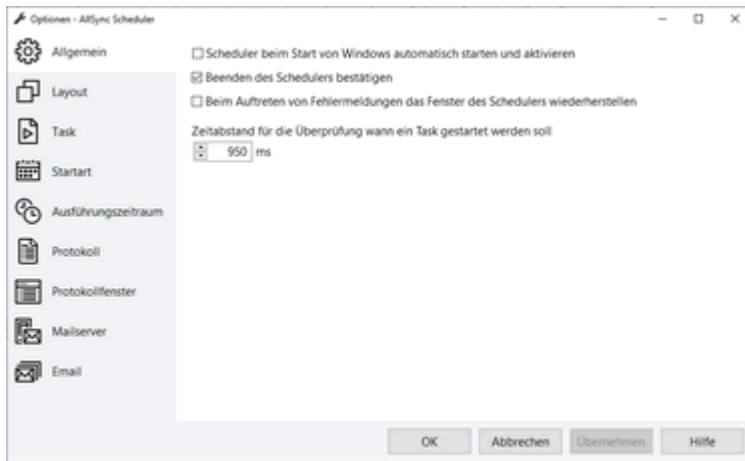 Optionen - AllSync Scheduler
Allgemein
Layout
Task
Startart
Ausführungszeitraum
Protokoll
Protokollfenster
Mailserver
Email
Scheduler beim Start von Windows automatisch starten und aktivieren
Beenden des Schedulers bestätigen
Beim Auftreten von Fehlermeldungen das Fenster des Schedulers wiederherstellen
Zeitabstand für die Überprüfung wann ein Task gestartet werden soll
950 ms
OK Abbrechen Übernehmen Hilfe